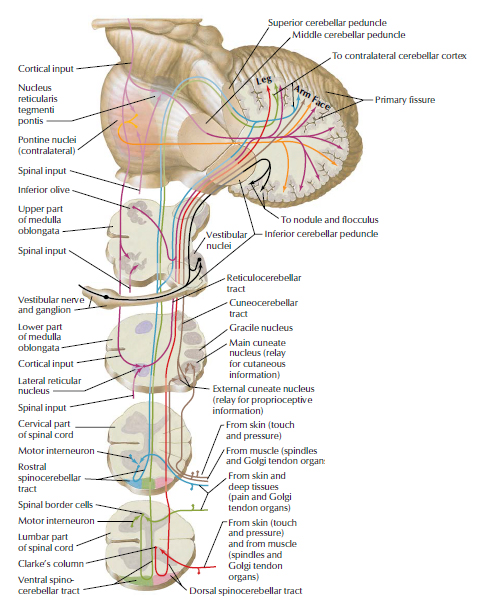 Superior cerebellar peduncle
Middle cerebellar peduncle
To contralateral cerebellar cortex
Leg
Arm
Face
Primary fissure
Cortical input
Nucleus
reticularis
tegmenti
pontis
Pontine nuclei
(contralateral)
Spinal input
Inferior olive
Upper part
of medulla
oblongata
Spinal input
To nodule and flocculus
Vestibular
nuclei
Inferior cerebellar peduncle
Vestibular nerve
and ganglion
Reticulocerebellar
tract
Cuneocerebellar
tract
Gracile nucleus
Main cuneate
nucleus (relay
for cutaneous
information)
Lower part
of medulla
oblongata
Cortical input
Lateral reticular
nucleus
Spinal input
External cuneate nucleus
(relay for proprioceptive
information)
Cervical part
of spinal cord
Motor interneuron
Rostral
spinocerebellar
tract
From skin (touch
and pressure)
From muscle (spindles
and Golgi tendon organs
From skin and
deep tissues
(pain and Golgi
tendon organs)
Spinal border cells
Motor interneuron
Lumbar part
of spinal cord
Clarke's column
Ventral spino-
cerebellar tract
From skin (touch
and pressure)
and from muscle
(spindles and
Golgi tendon
organs)
Dorsal spinocerebellar tract